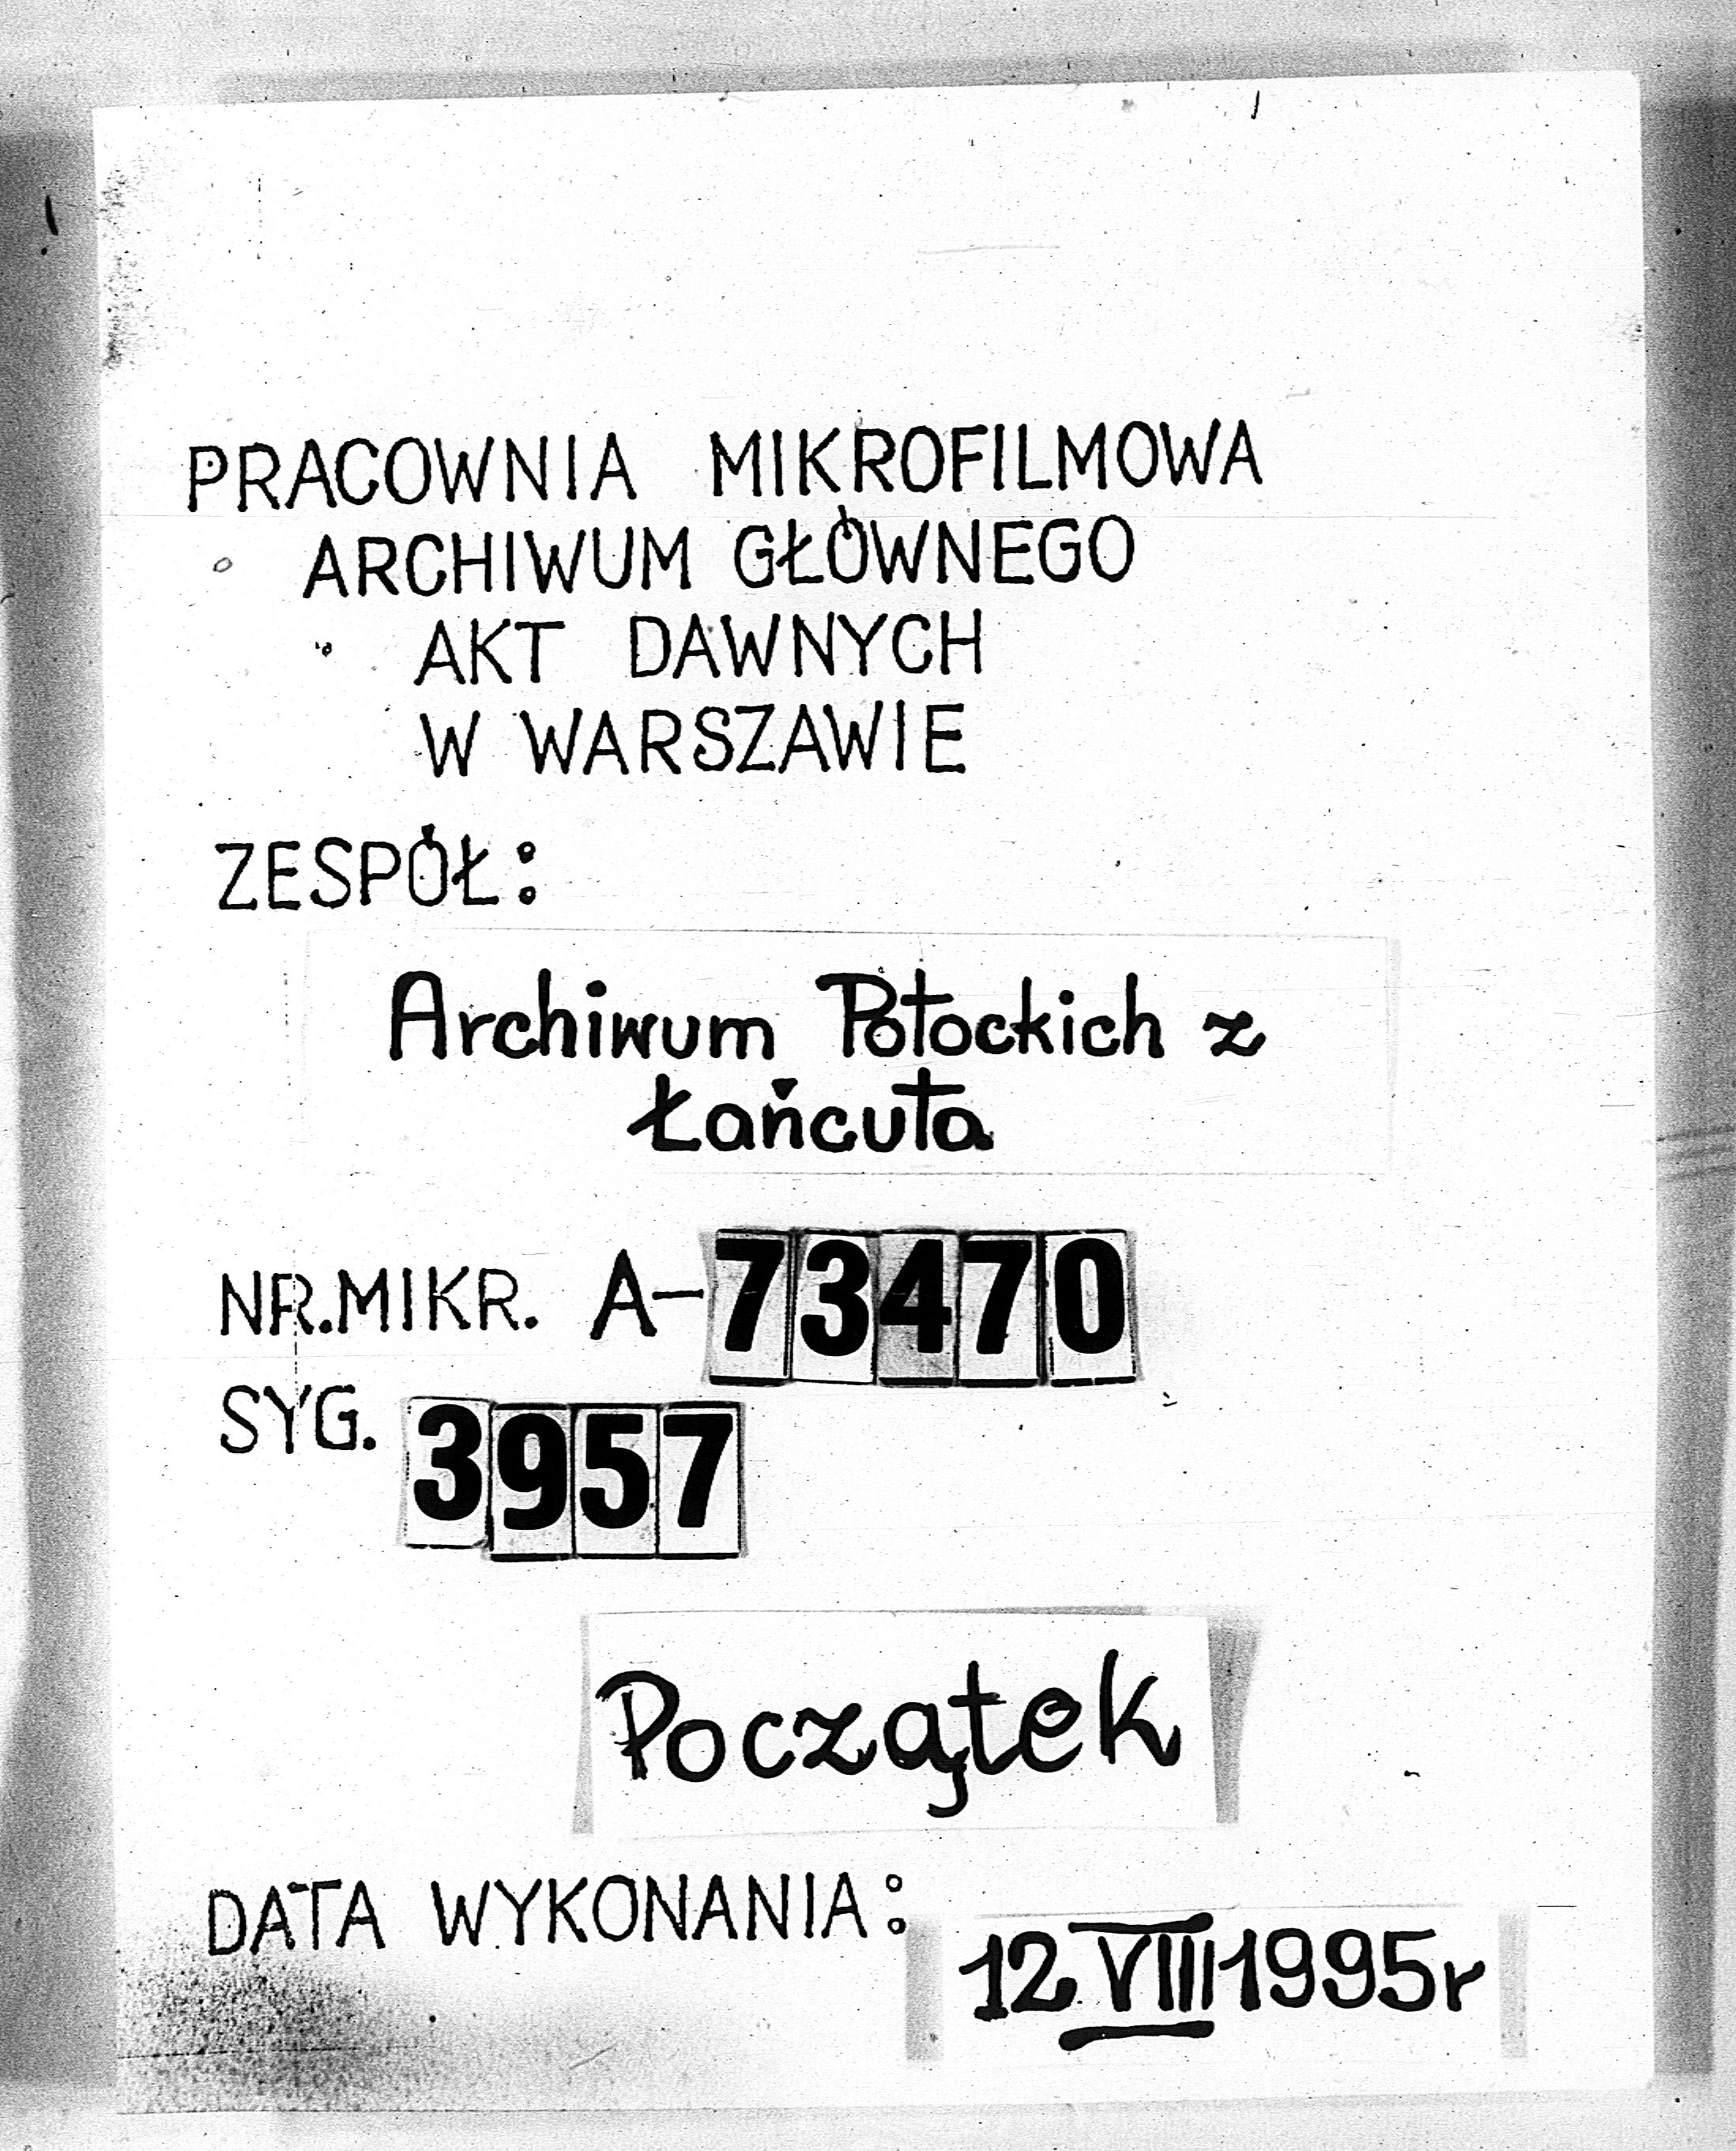 PRACOWNIA MIKROFILMOWA
ARCHIWUM GŁÓWNEGO
AKT DAWNYCH
W WARSZAWIE
ZESPÓŁ:
Archiwum Potockich z
Łańcuta
NR.MIKR. A-73470
SYG. 3957
Początek
DATA WYKONANIA: 12 VIII 1995r